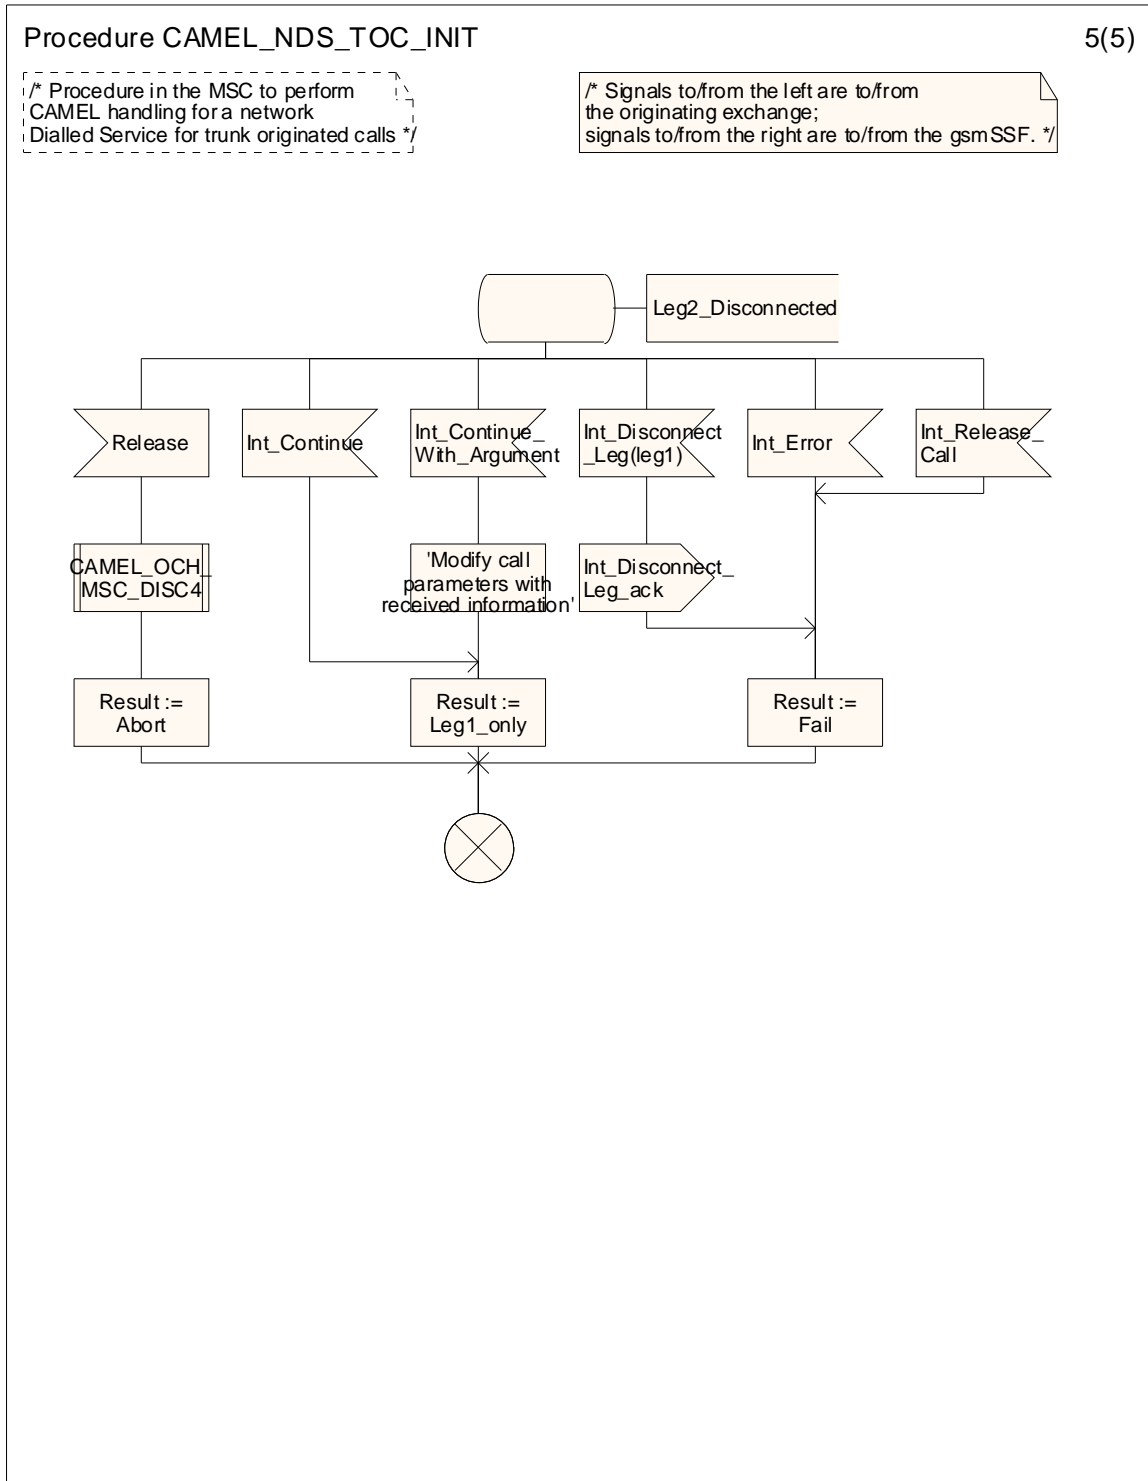 Procedure CAMEL_NDS_TOC_INIT
5(5)
/* Procedure in the MSC to perform
CAMEL handling for a network
Dialled Service for trunk originated calls */
/* Signals to/from the left are to/from
the originating exchange;
signals to/from the right are to/from the gsmSSF. */
Leg2_Disconnected
Release
Int_Continue
Int_Continue_
With_Argument
Int_Disconnect
_Leg(leg1)
Int_Error
Int_Release_
Call
CAMEL_OCH_
MSC_DISC4
'Modify call
parameters with
received information'
Int_Disconnect_
Leg_ack
Result :=
Abort
Result :=
Leg1_only
Result :=
Fail